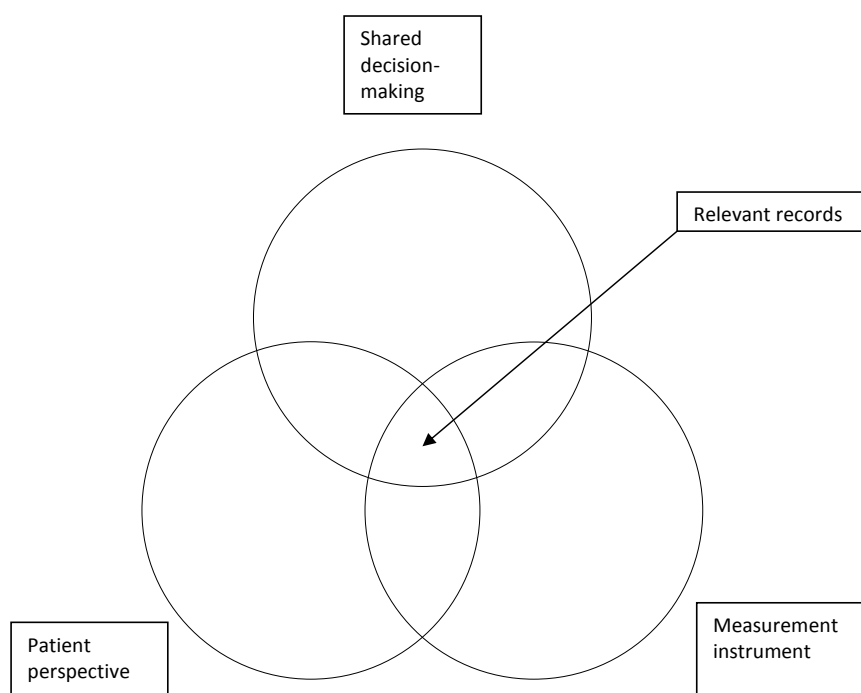 Shared
decision-
making
Relevant records
Patient
perspective
Measurement
instrument